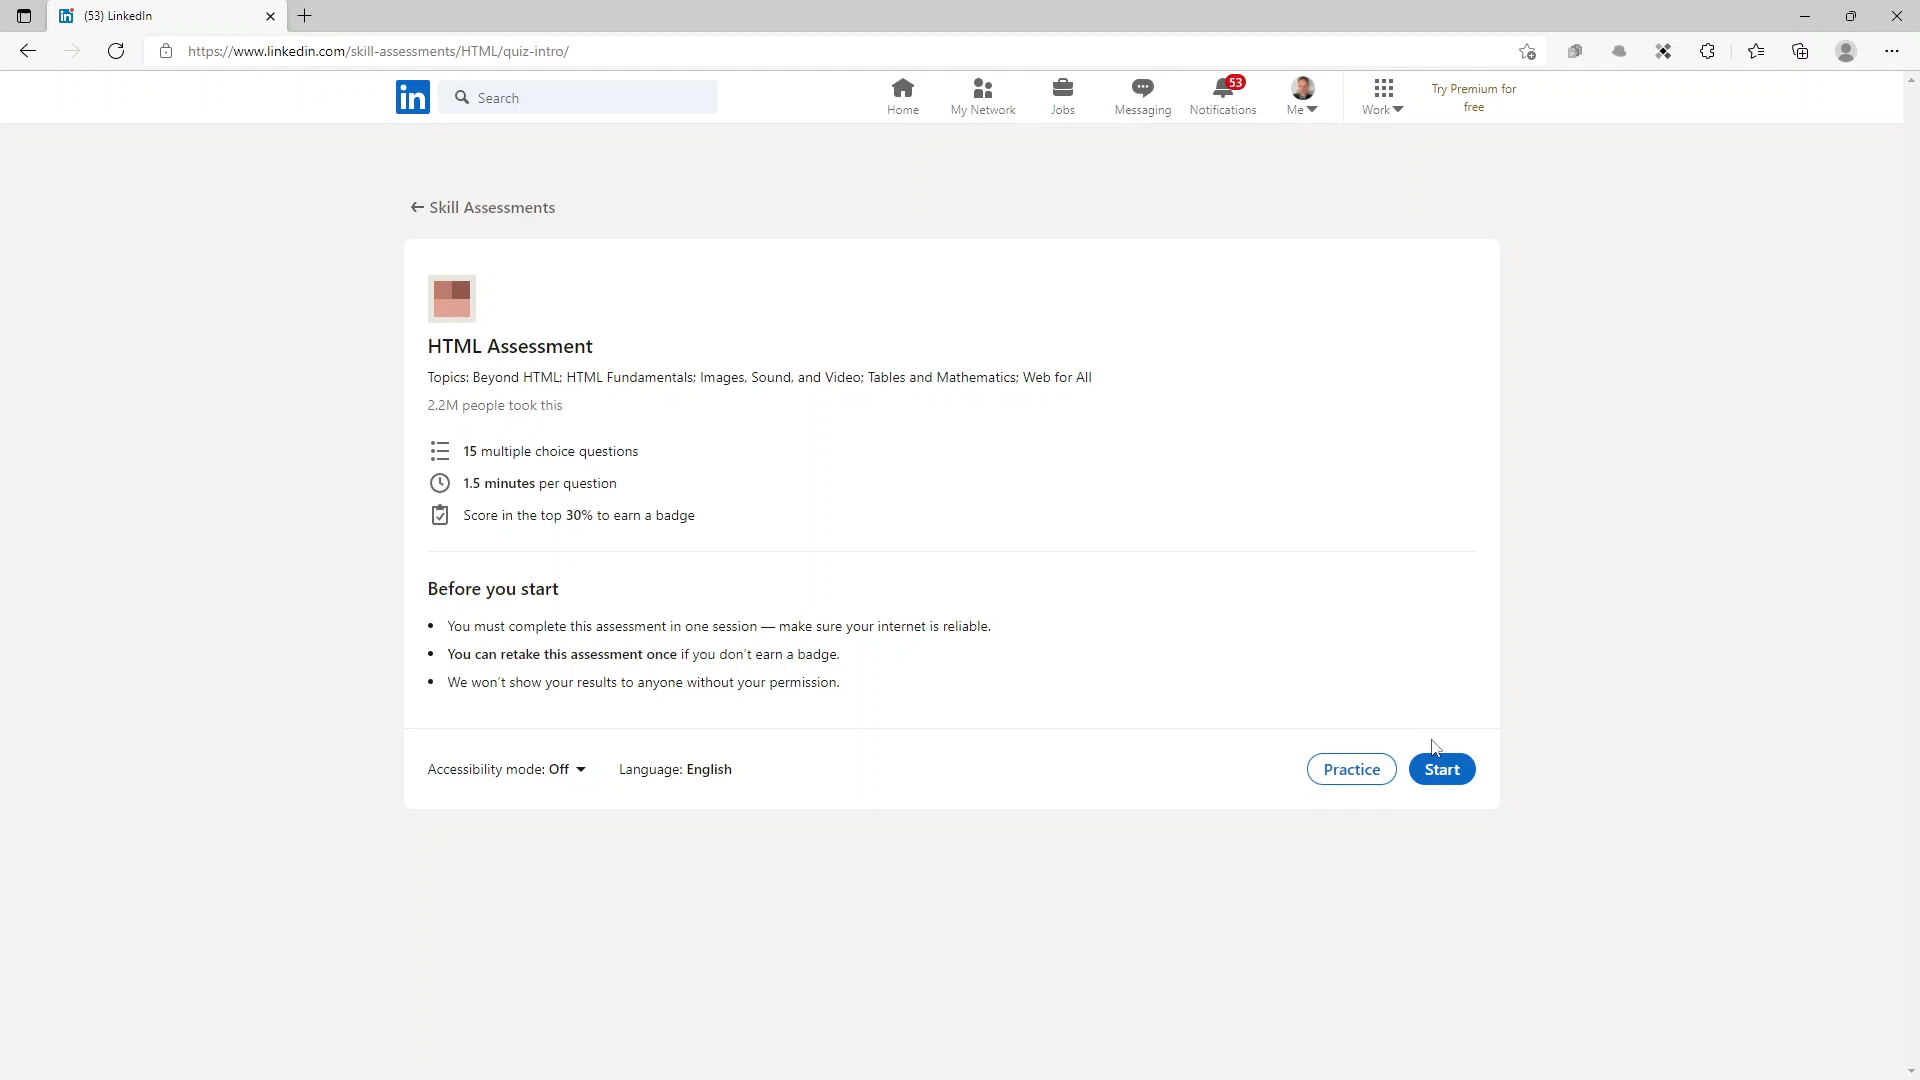 (53) LinkedIn
https://www.linkedin.com/skill-assessments/HTML/quiz-intro/
in
Search
Home
My Network
Jobs
Messaging
53
Notifications
Me
Work
Try Premium for
free
Skill Assessments
HTML Assessment
Topics: Beyond HTML; HTML Fundamentals; Images, Sound, and Video; Tables and Mathematics; Web for All
2.2M people took this
15 multiple choice questions
1.5 minutes per question
Score in the top 30% to earn a badge
Before you start
You must complete this assessment in one session — make sure your internet is reliable.
You can retake this assessment once if you don't earn a badge.
We won't show your results to anyone without your permission.
Accessibility mode: Off
Language: English
Practice
Start